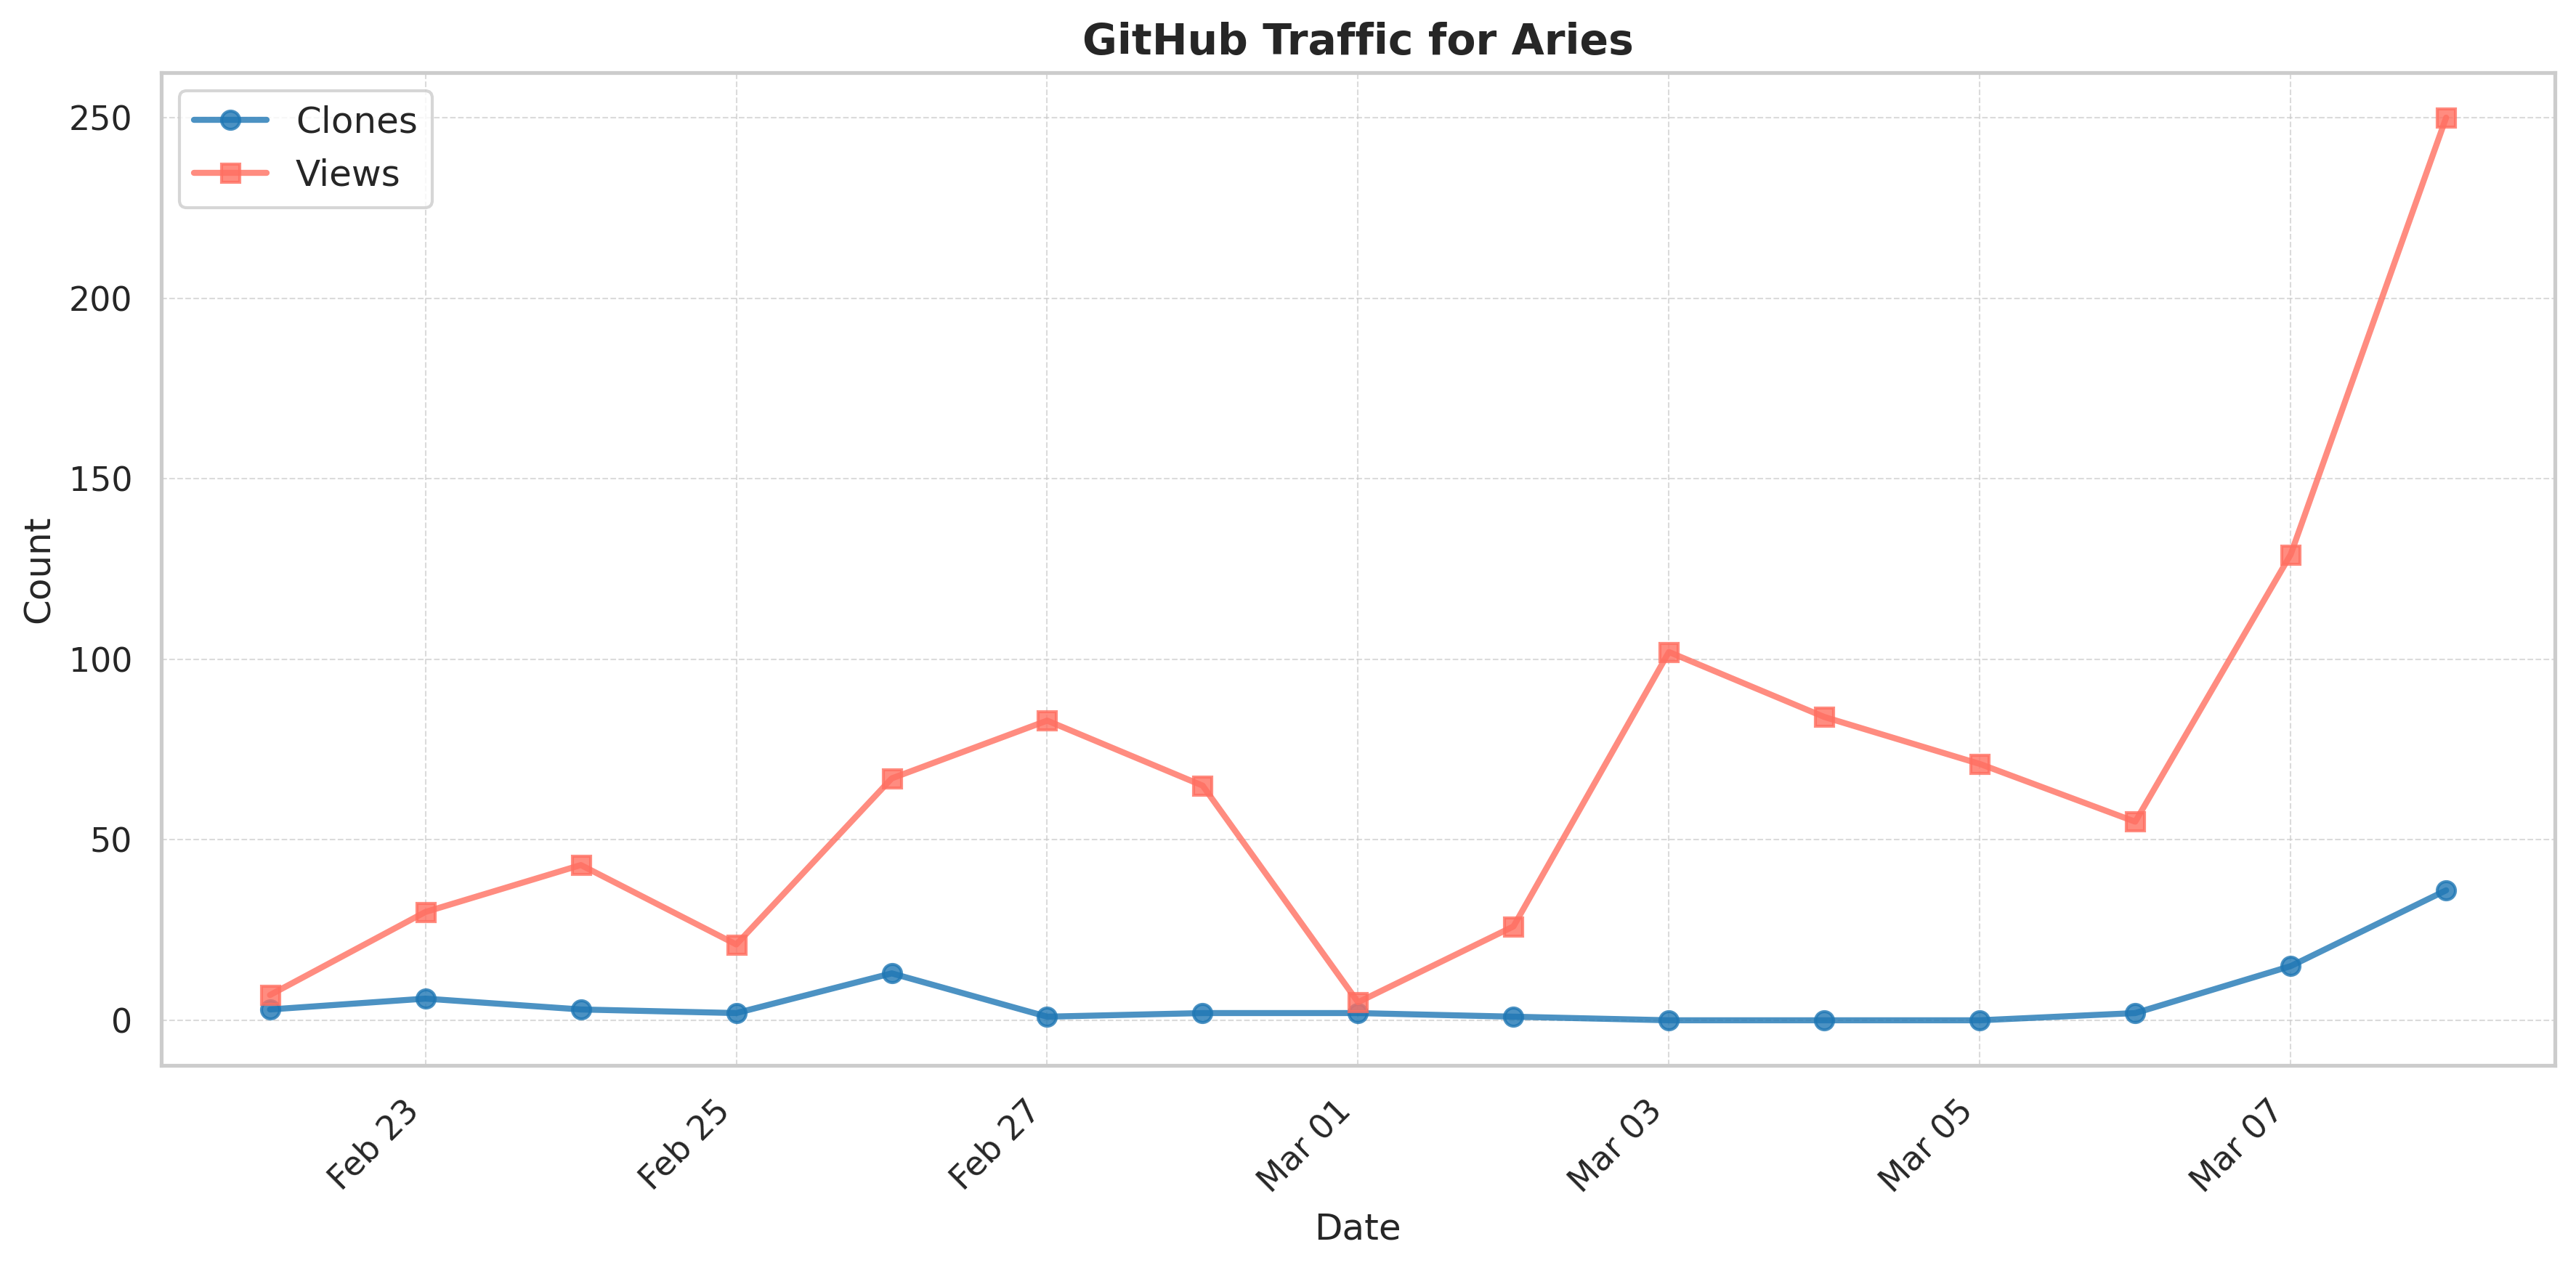 GitHub Traffic for Aries
Clones
Views
250
200
150
100
50
0
Count
Feb 23
Feb 25
Feb 27
Mar 01
Mar 03
Mar 05
Mar 07
Date